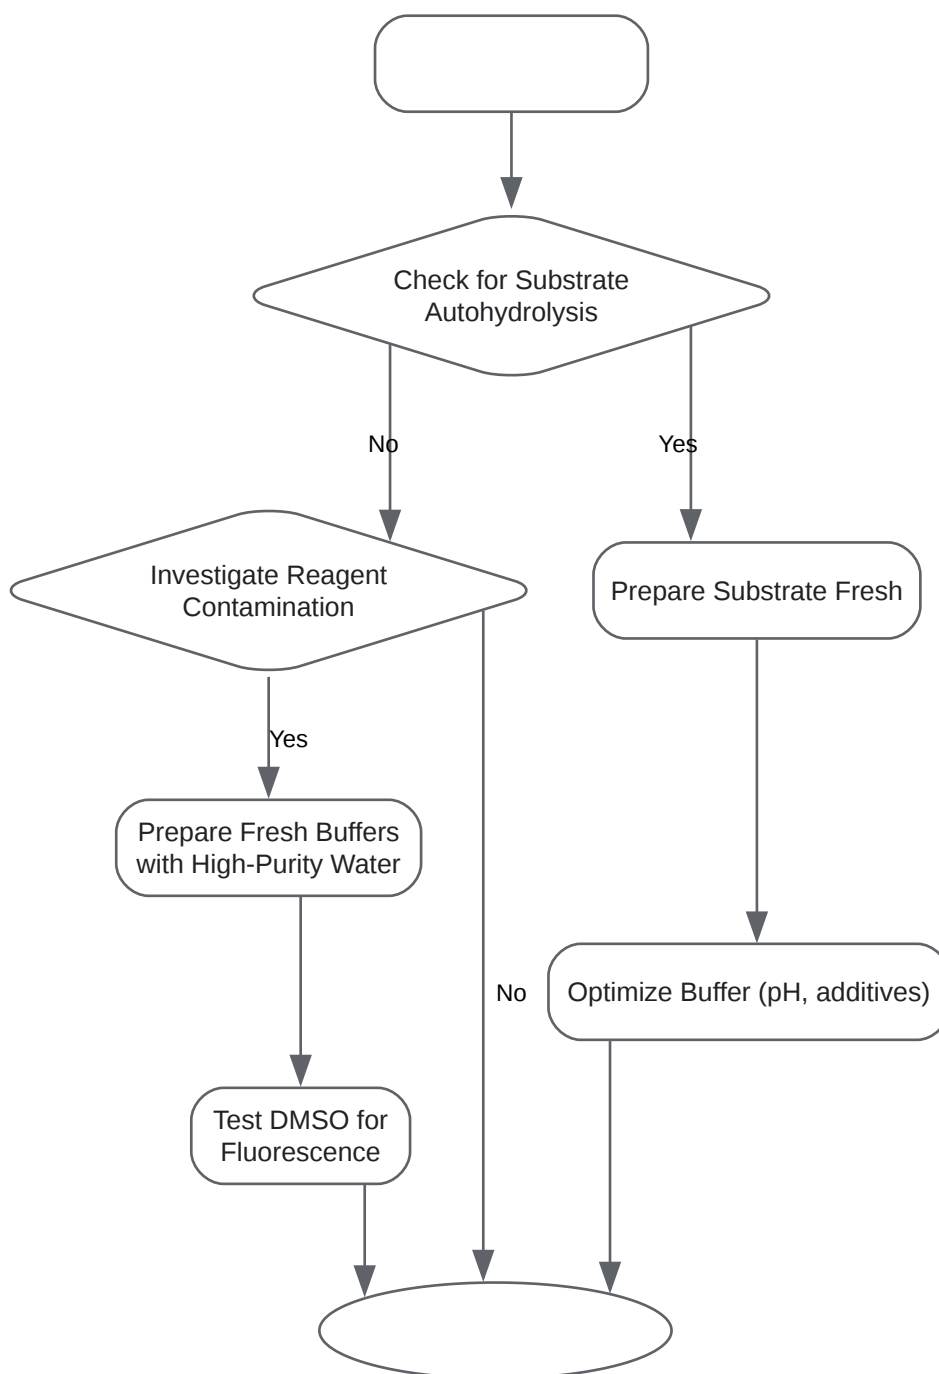 Check for Substrate
Autohydrolysis
No
Yes
Investigate Reagent
Contamination
Prepare Substrate Fresh
Yes
Prepare Fresh Buffers
with High-Purity Water
No
Optimize Buffer (pH, additives)
Test DMSO for
Fluorescence